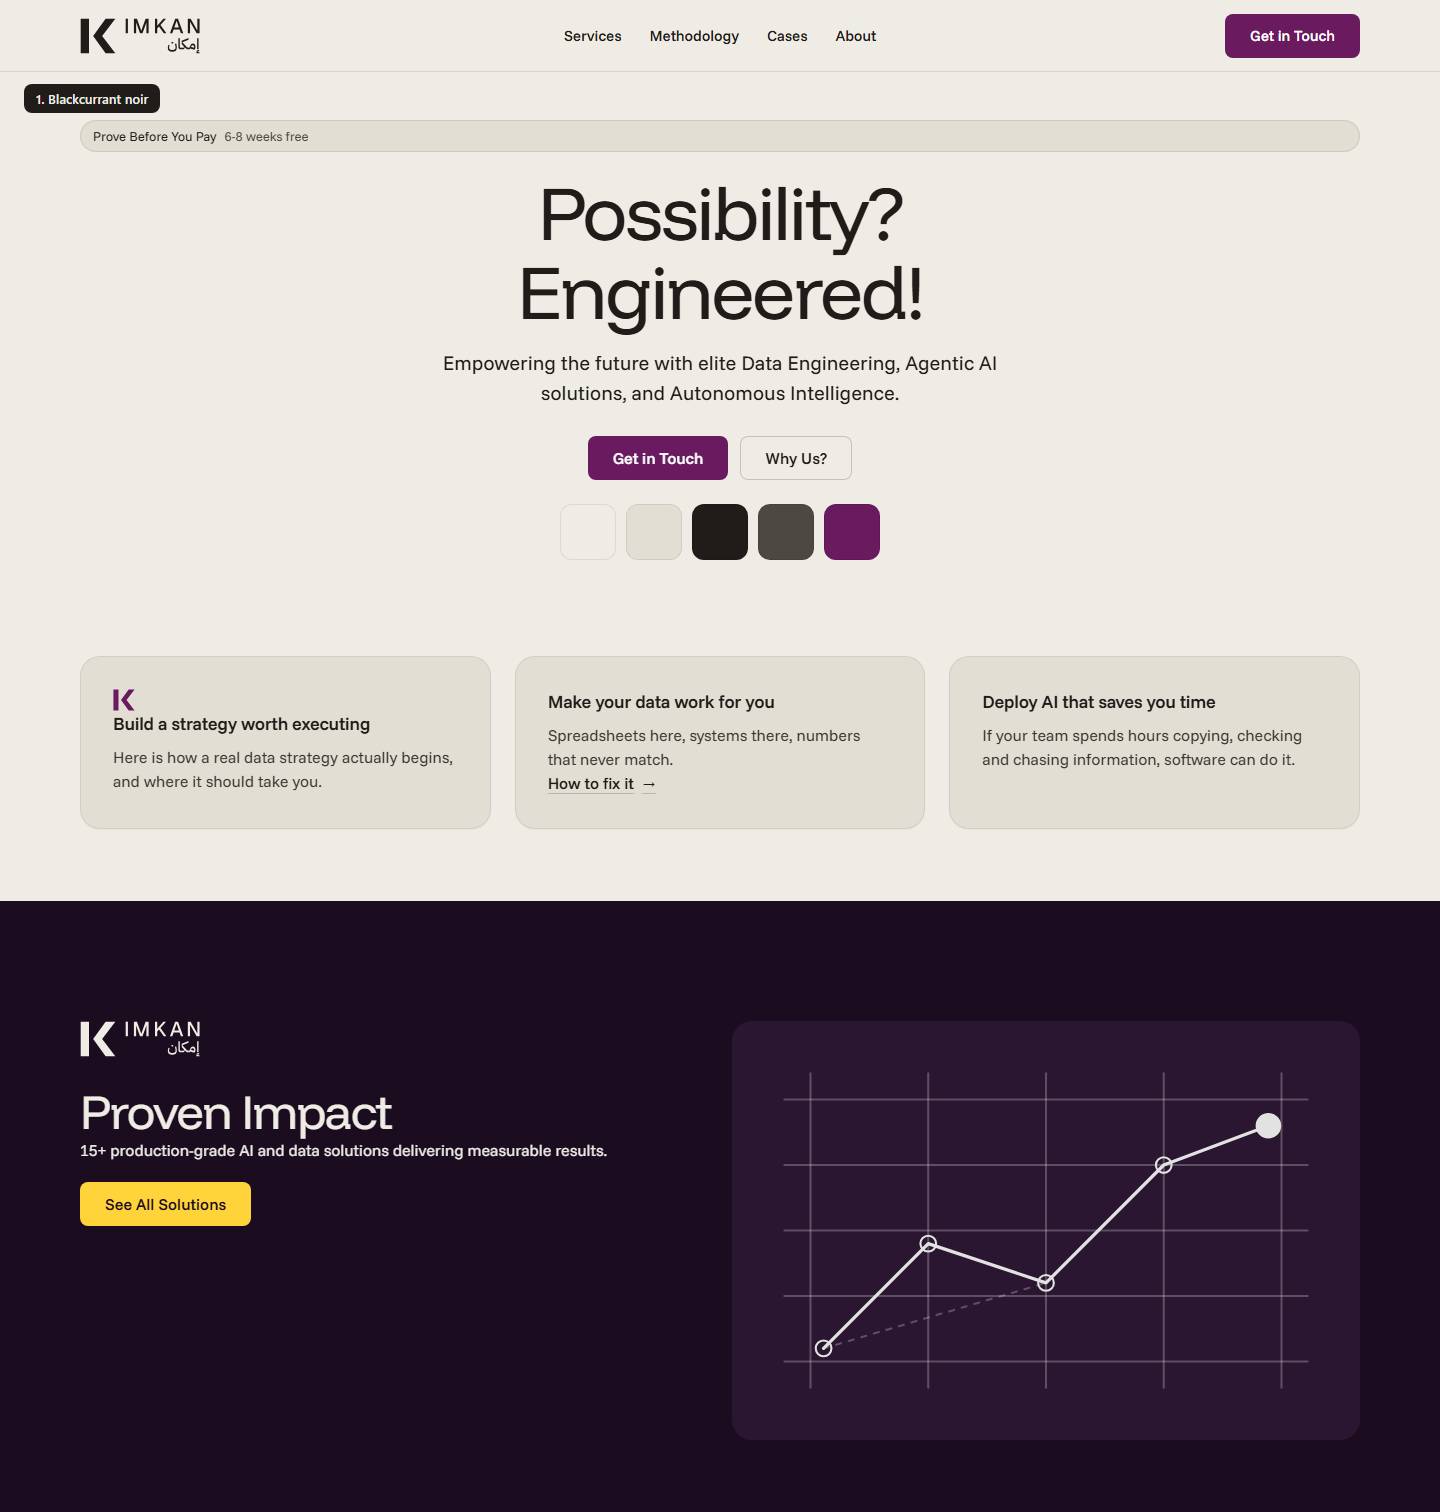 IMKAN
إمكان
Services Methodology Cases About
Get in Touch
1. Blackcurrant noir
Prove Before You Pay 6-8 weeks free
Possibility?
Engineered!
Empowering the future with elite Data Engineering, Agentic AI
solutions, and Autonomous Intelligence.
Get in Touch
Why Us?
Build a strategy worth executing
Here is how a real data strategy actually begins,
and where it should take you.
Make your data work for you
Spreadsheets here, systems there, numbers
that never match.
How to fix it →
Deploy AI that saves you time
If your team spends hours copying, checking
and chasing information, software can do it.
IMKAN
إمكان
Proven Impact
15+ production-grade AI and data solutions delivering measurable results.
See All Solutions